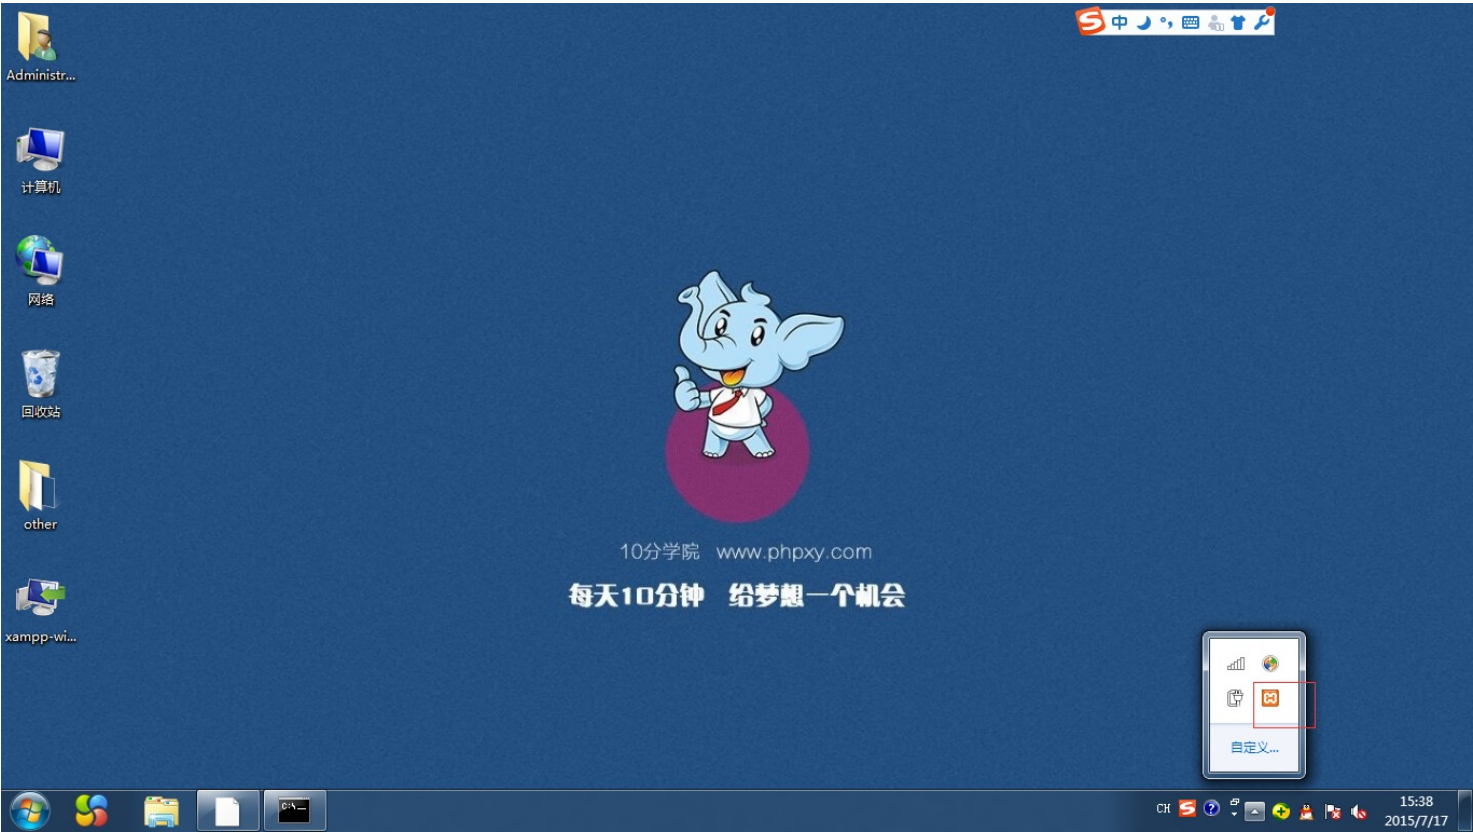 中
Administr...
计算机
网络
回收站
other
xampp-wi...
10分学院 www.phpxy.com
每天10分钟 给梦想一个机会
自定义...
C:\_
CH
15:38
2015/7/17